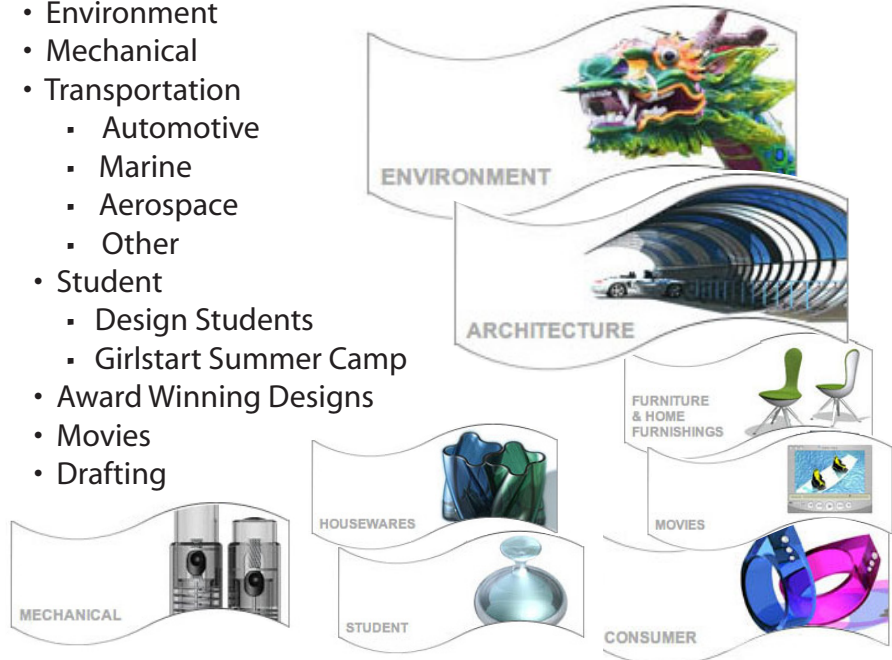 • Environment
• Mechanical
• Transportation
▪ Automotive
▪ Marine
▪ Aerospace
▪ Other
• Student
▪ Design Students
▪ Girlstart Summer Camp
• Award Winning Designs
• Movies
• Drafting
ENVIRONMENT
ARCHITECTURE
FURNITURE
& HOME
FURNISHINGS
HOUSEWARES
MOVIES
MECHANICAL
STUDENT
CONSUMER